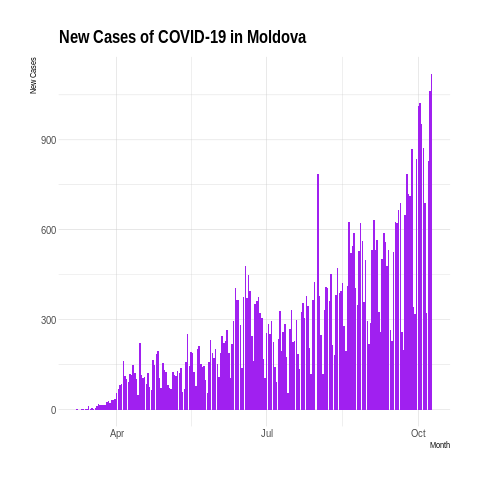 New Cases of COVID-19 in Moldova
New Cases
900
600
300
0
Apr
Jul
Oct
Month